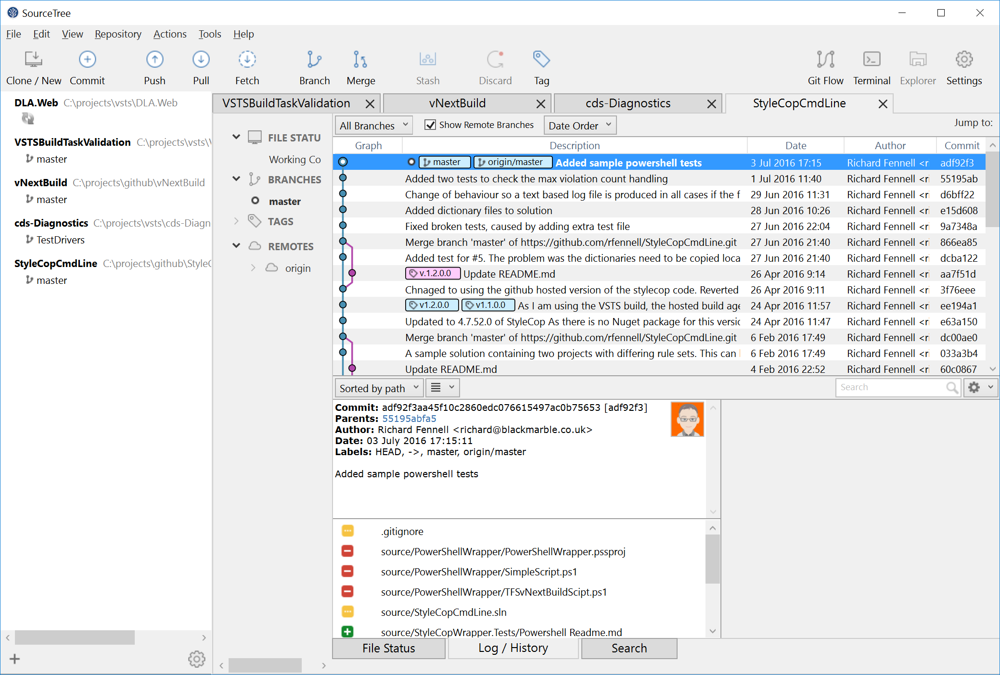 SourceTree
File Edit View Repository Actions Tools Help
Clone / New Commit Push Pull Fetch Branch Merge Stash Discard Tag Git Flow Terminal Explorer Settings
DLA.Web C:\projects\vsts\DLA.Web
VSTSBuildTaskValidation C:\projects\vsts\
master
vNextBuild C:\projects\github\vNextBuild
master
cds-Diagnostics C:\projects\vsts\cds-Diagn
TestDrivers
StyleCopCmdLine C:\projects\github\Style
master
VSTSBuildTaskValidation vNextBuild cds-Diagnostics StyleCopCmdLine
FILE STATU
Working Co
BRANCHES
master
TAGS
REMOTES
origin
All Branches Show Remote Branches Date Order Jump to:
Graph Description Date Author Commit
master origin/master Added sample powershell tests 3 Jul 2016 17:15 Richard Fennell <r adf92f3
Added two tests to check the max violation count handling 1 Jul 2016 11:40 Richard Fennell <ri 55195ab
Change of behaviour so a text based log file is produced in all cases if the f 29 Jun 2016 11:31 Richard Fennell <ri d6bff22
Added dictionary files to solution 28 Jun 2016 10:26 Richard Fennell <ri e15d608
Fixed broken tests, caused by adding extra test file 27 Jun 2016 22:04 Richard Fennell <ri 9a7348a
Merge branch 'master' of https://github.com/rfennell/StyleCopCmdLine.git 27 Jun 2016 21:40 Richard Fennell <ri 866ea85
Added test for #5. The problem was the dictionaries need to be copied loca 27 Jun 2016 21:40 Richard Fennell <ri dcba122
v.1.2.0.0 Update README.md 26 Apr 2016 9:14 Richard Fennell <ri aa7f51d
Chnaged to using the github hosted version of the stylecop code. Reverted 26 Apr 2016 9:11 Richard Fennell <ri 3f76eee
v1.2.0.0 v1.1.0.0 As I am using the VSTS build, the hosted build age 24 Apr 2016 11:57 Richard Fennell <ri ee194a1
Updated to 4.7.52.0 of StyleCop As there is no Nuget package for this versic 24 Apr 2016 11:47 Richard Fennell <ri e63a150
Merge branch 'master' of https://github.com/rfennell/StyleCopCmdLine.git 6 Feb 2016 17:49 Richard Fennell <ri dc00ae0
A sample solution containing two projects with differing rule sets. This can 6 Feb 2016 17:49 Richard Fennell <ri 033a3b4
Update README.md 4 Feb 2016 22:52 Richard Fennell <ri 60c0867
Sorted by path Search
Commit: adf92f3aa45f10c2860edc076615497ac0b75653 [adf92f3]
Parents: 55195abfa5
Author: Richard Fennell <richard@blackmarble.co.uk>
Date: 03 July 2016 17:15:11
Labels: HEAD, ->, master, origin/master
Added sample powershell tests
.gitignore
source/PowerShellWrapper/PowerShellWrapper.pssproj
source/PowerShellWrapper/SimpleScript.ps1
source/PowerShellWrapper/TFSvNextBuildScipt.ps1
source/StyleCopCmdLine.sln
source/StyleCopWrapper.Tests/Powershell Readme.md
File Status Log / History Search